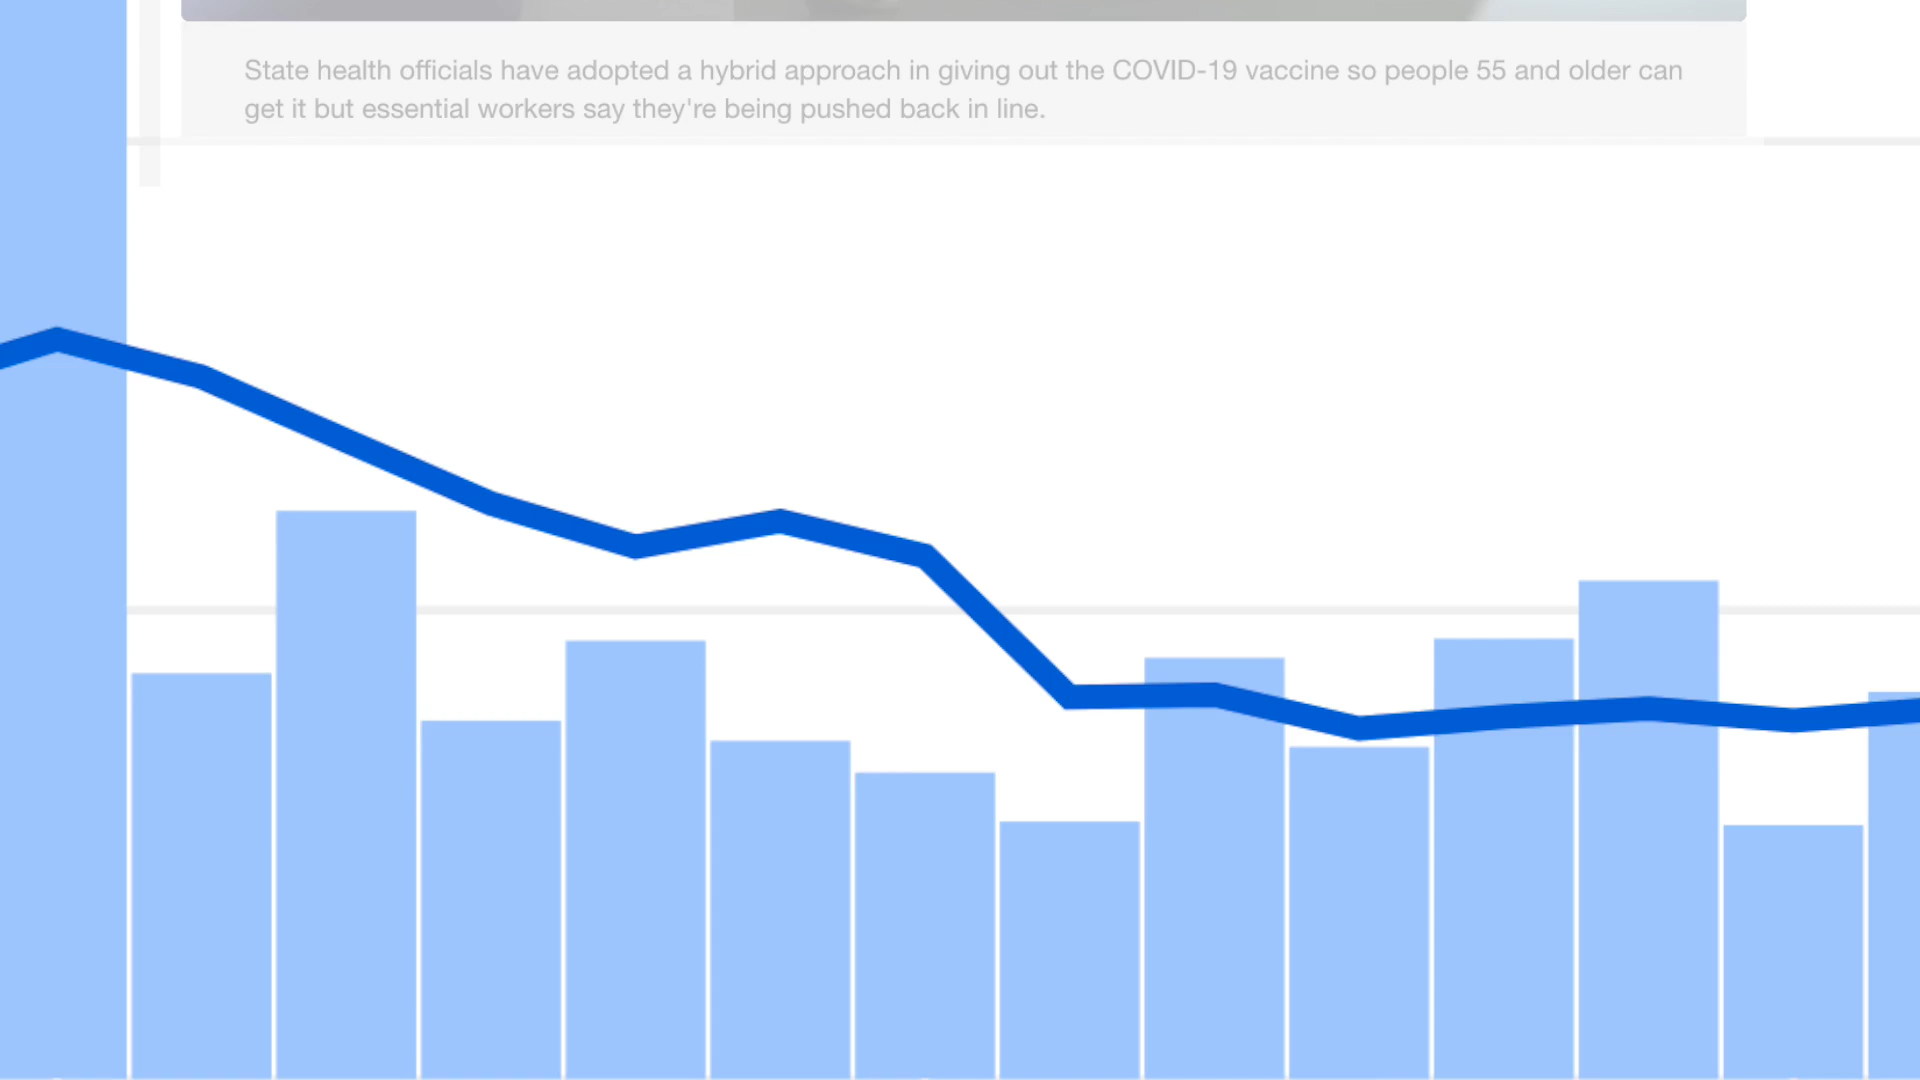 State health officials have adopted a hybrid approach in giving out the COVID-19 vaccine so people 55 and older can
get it but essential workers say they're being pushed back in line.